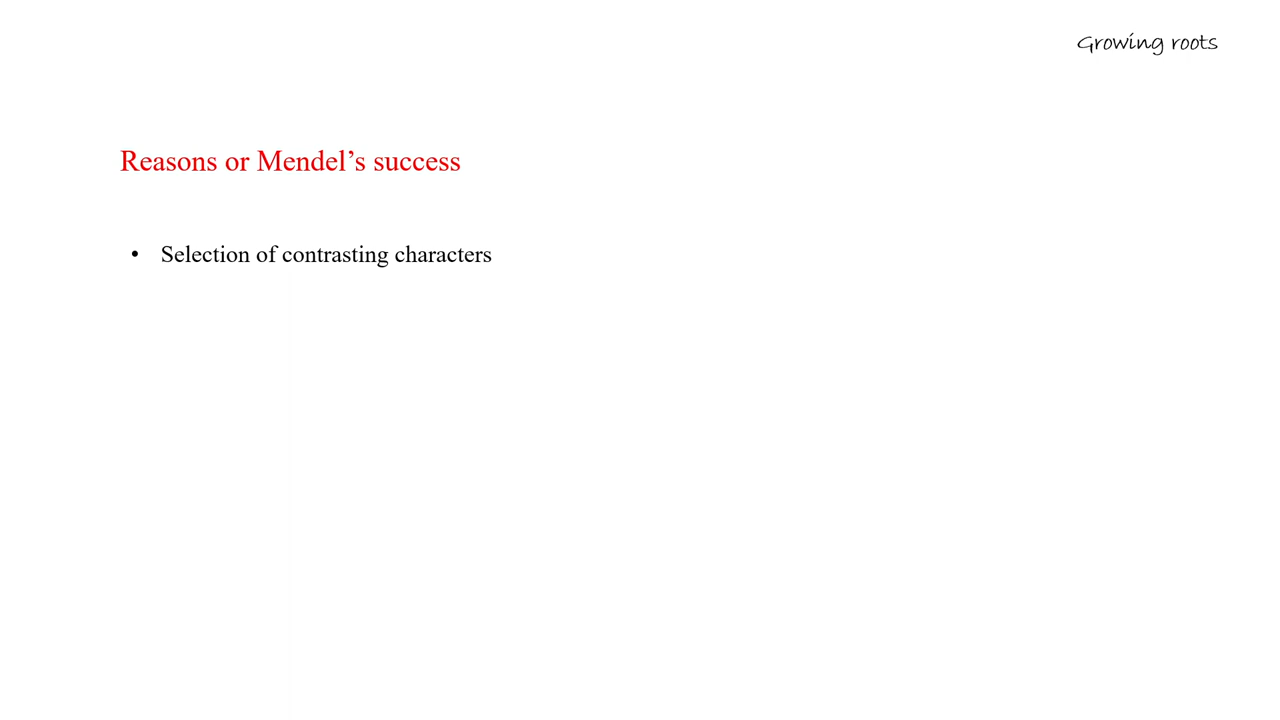 Growing roots
Reasons or Mendel’s success
• Selection of contrasting characters